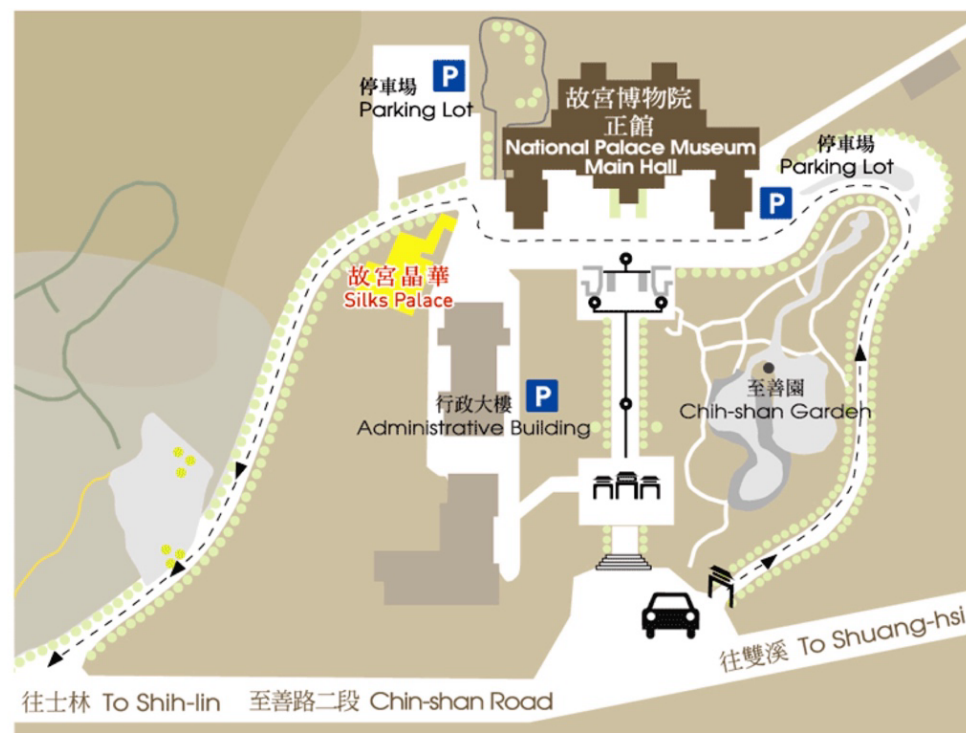 停車場
P
Parking Lot
故宮博物院
正館
National Palace Museum
Main Hall
停車場
Parking Lot
P
故宮晶華
Silks Palace
行政大樓
P
Administrative Building
至善園
Chih-shan Garden
往雙溪 To Shuang-hsi
往士林 To Shih-lin
至善路二段 Chin-shan Road